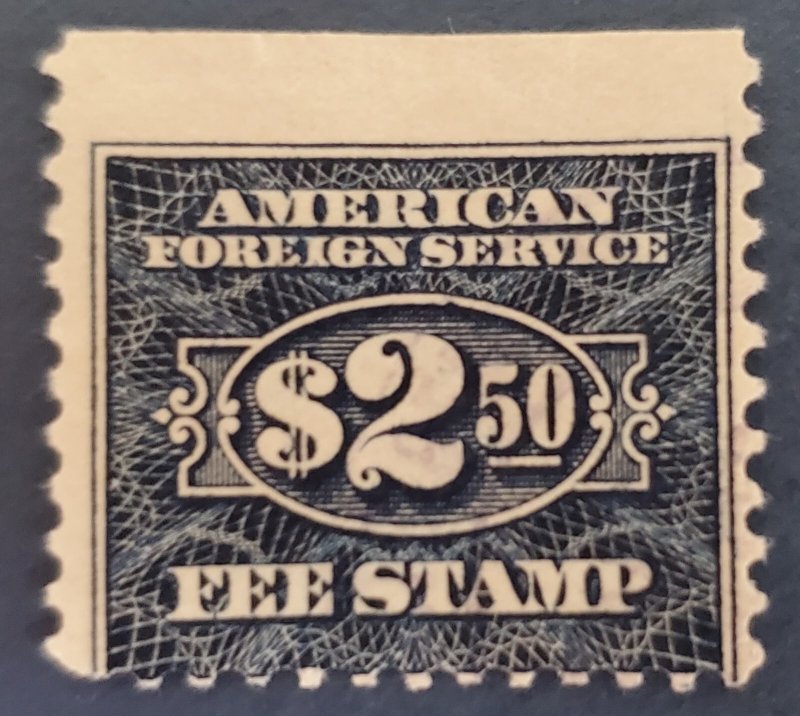 AMERICAN
FOREIGN SERVICE
$2.50
FEE STAMP